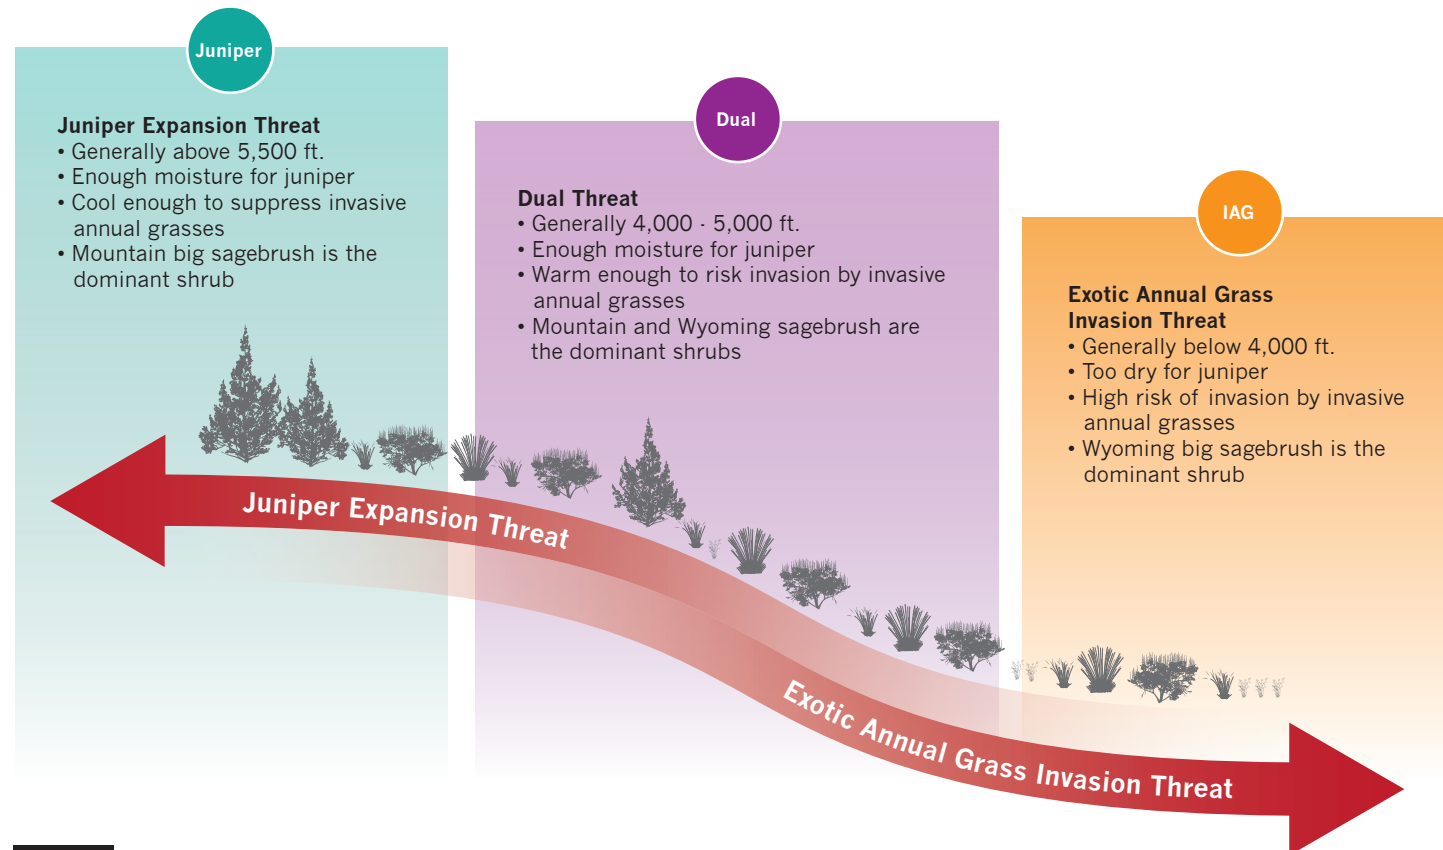 Juniper
Juniper Expansion Threat
• Generally above 5,500 ft.
• Enough moisture for juniper
• Cool enough to suppress invasive
annual grasses
• Mountain big sagebrush is the
dominant shrub
Dual
Dual Threat
• Generally 4,000 - 5,000 ft.
• Enough moisture for juniper
• Warm enough to risk invasion by invasive
annual grasses
• Mountain and Wyoming sagebrush are
the dominant shrubs
IAG
Exotic Annual Grass
Invasion Threat
• Generally below 4,000 ft.
• Too dry for juniper
• High risk of invasion by invasive
annual grasses
• Wyoming big sagebrush is the
dominant shrub
Juniper Expansion Threat
Exotic Annual Grass Invasion Threat